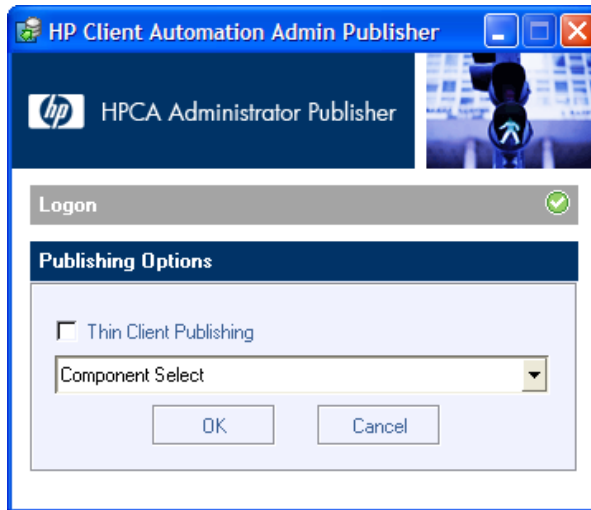 HP Client Automation Admin Publisher
hp HPCA Administrator Publisher
Logon
Publishing Options
Thin Client Publishing
Component Select
OK Cancel